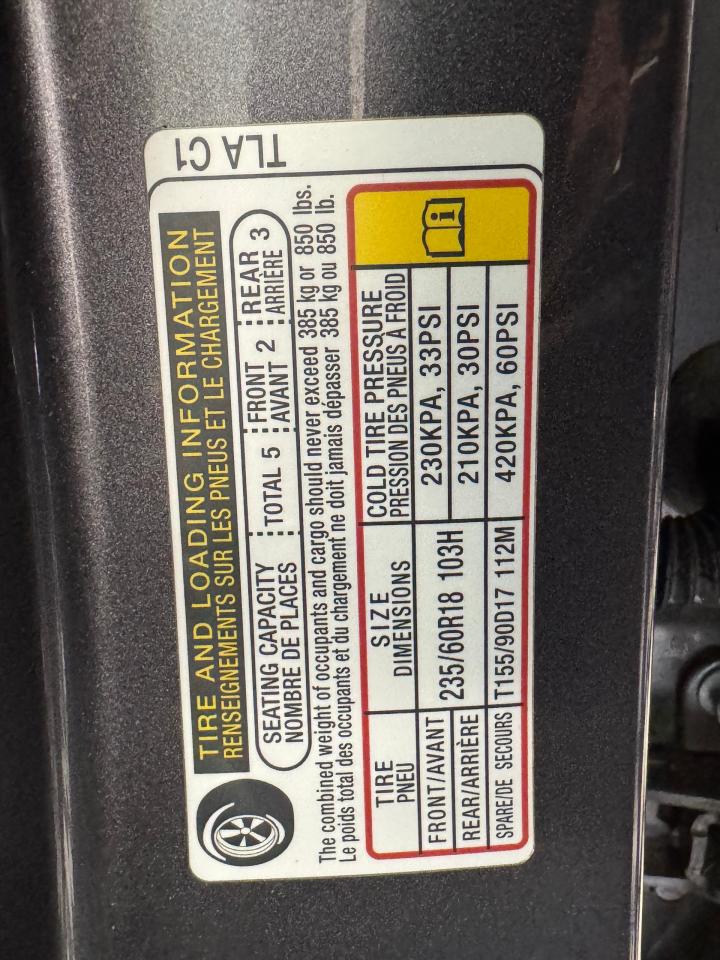 TLA C1
TIRE AND LOADING INFORMATION
RENSEIGNEMENTS SUR LES PNEUS ET LE CHARGEMENT
SEATING CAPACITY
NOMBRE DE PLACES
TOTAL 5
FRONT
AVANT 2
REAR
ARRIÈRE 3
The combined weight of occupants and cargo should never exceed 385 kg or 850 lbs.
Le poids total des occupants et du chargement ne doit jamais dépasser 385 kg ou 850 lb.
TIRE
PNEU
SIZE
DIMENSIONS
COLD TIRE PRESSURE
PRESSION DES PNEUS À FROID
FRONT/AVANT
235/60R18 103H
230KPA, 33PSI
REAR/ARRIÈRE
210KPA, 30PSI
SPARE/DE SECOURS
T155/90D17 112M
420KPA, 60PSI